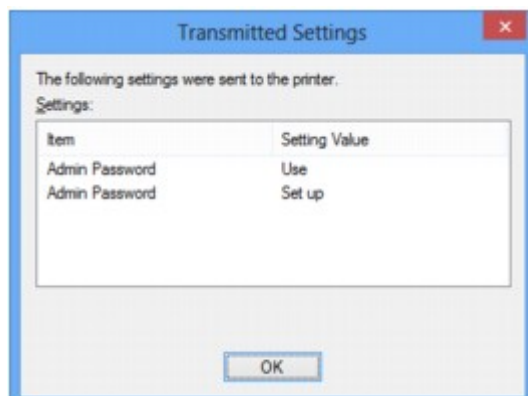 Transmitted Settings
The following settings were sent to the printer.
Settings:
Item Setting Value
Admin Password Use
Admin Password Set up
OK